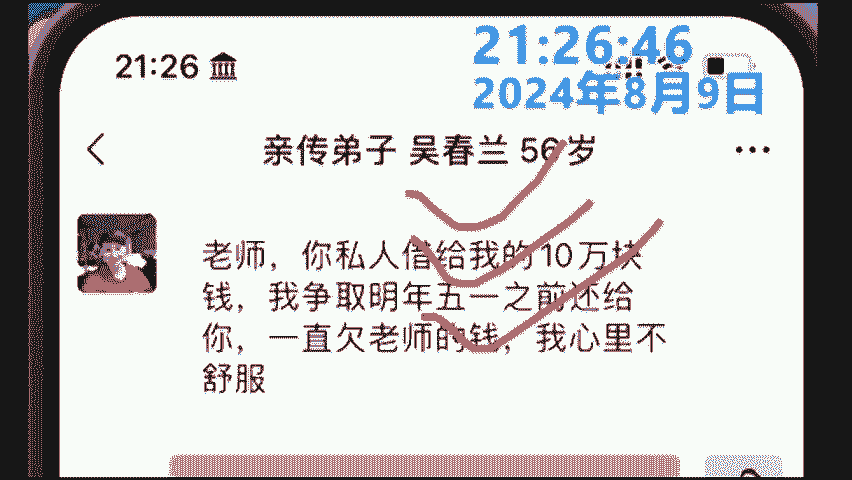 21:26
21:26:46
2024年8月9日
亲传弟子 吴春兰 56岁
老师，你私人借给我的10万块
钱，我争取明年五一之前还给
你，一直欠老师的钱，我心里不
舒服